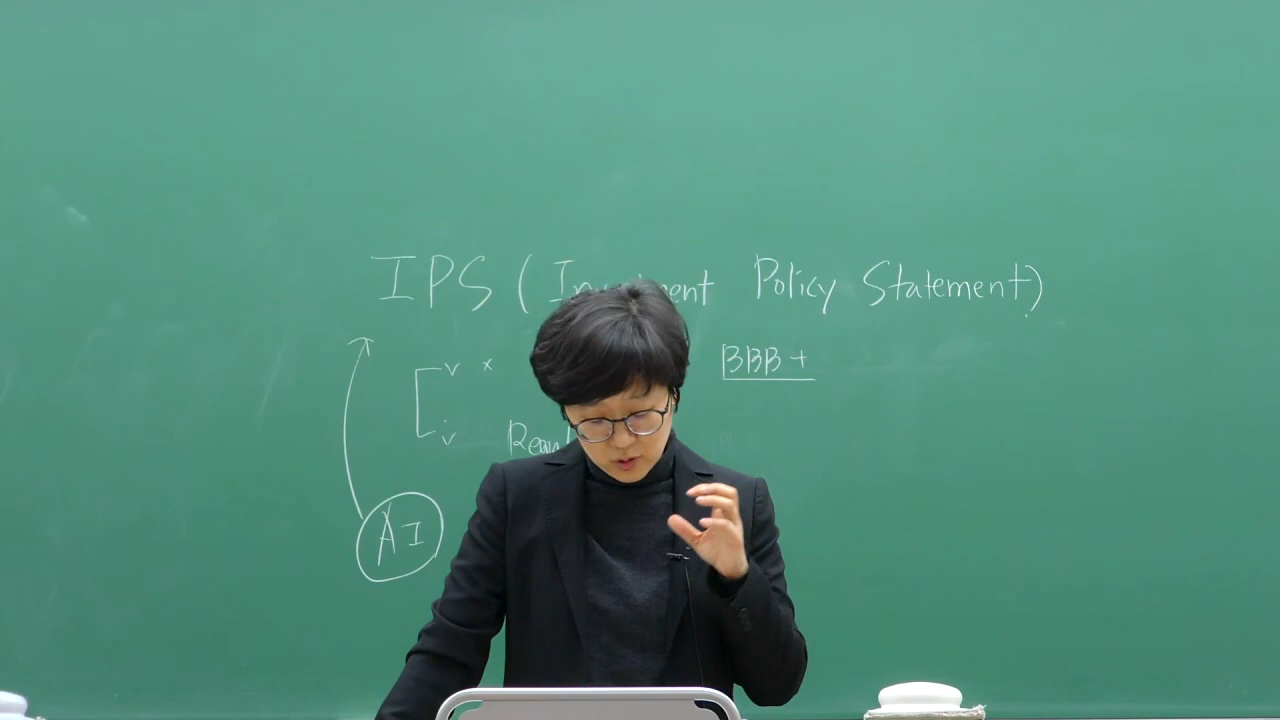 IPS ( Policy Statement)
v x BBB+
v
AI